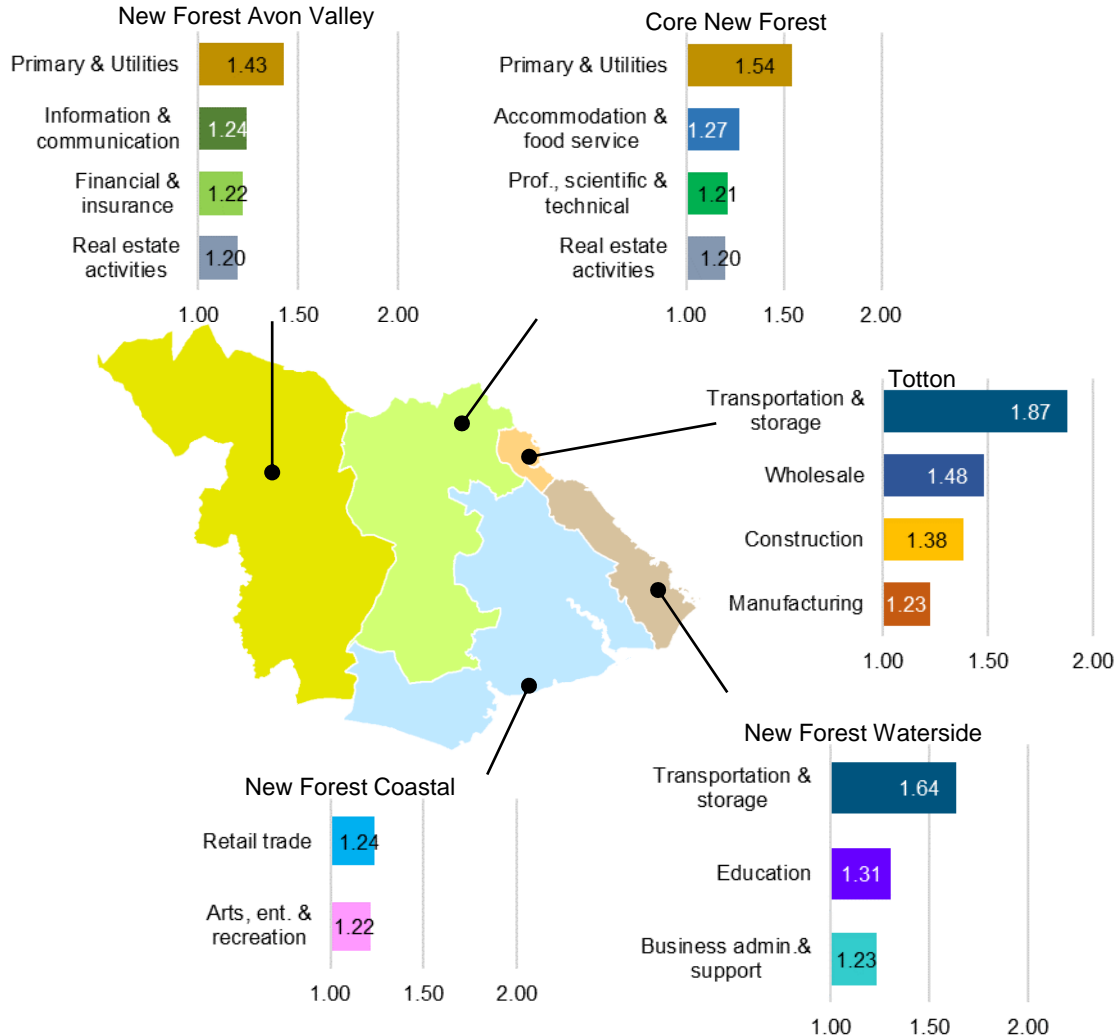 New Forest Avon Valley
Primary & Utilities
1.43
Information &
communication
1.24
Financial &
insurance
1.22
Real estate
activities
1.20
1.00 1.50 2.00
Core New Forest
Primary & Utilities
1.54
Accommodation &
food service
1.27
Prof., scientific &
technical
1.21
Real estate
activities
1.20
1.00 1.50 2.00
Totton
Transportation &
storage
1.87
Wholesale
1.48
Construction
1.38
Manufacturing
1.23
1.00 1.50 2.00
New Forest Coastal
Retail trade
1.24
Arts, ent. &
recreation
1.22
1.00 1.50 2.00
New Forest Waterside
Transportation &
storage
1.64
Education
1.31
Business admin.&
support
1.23
1.00 1.50 2.00